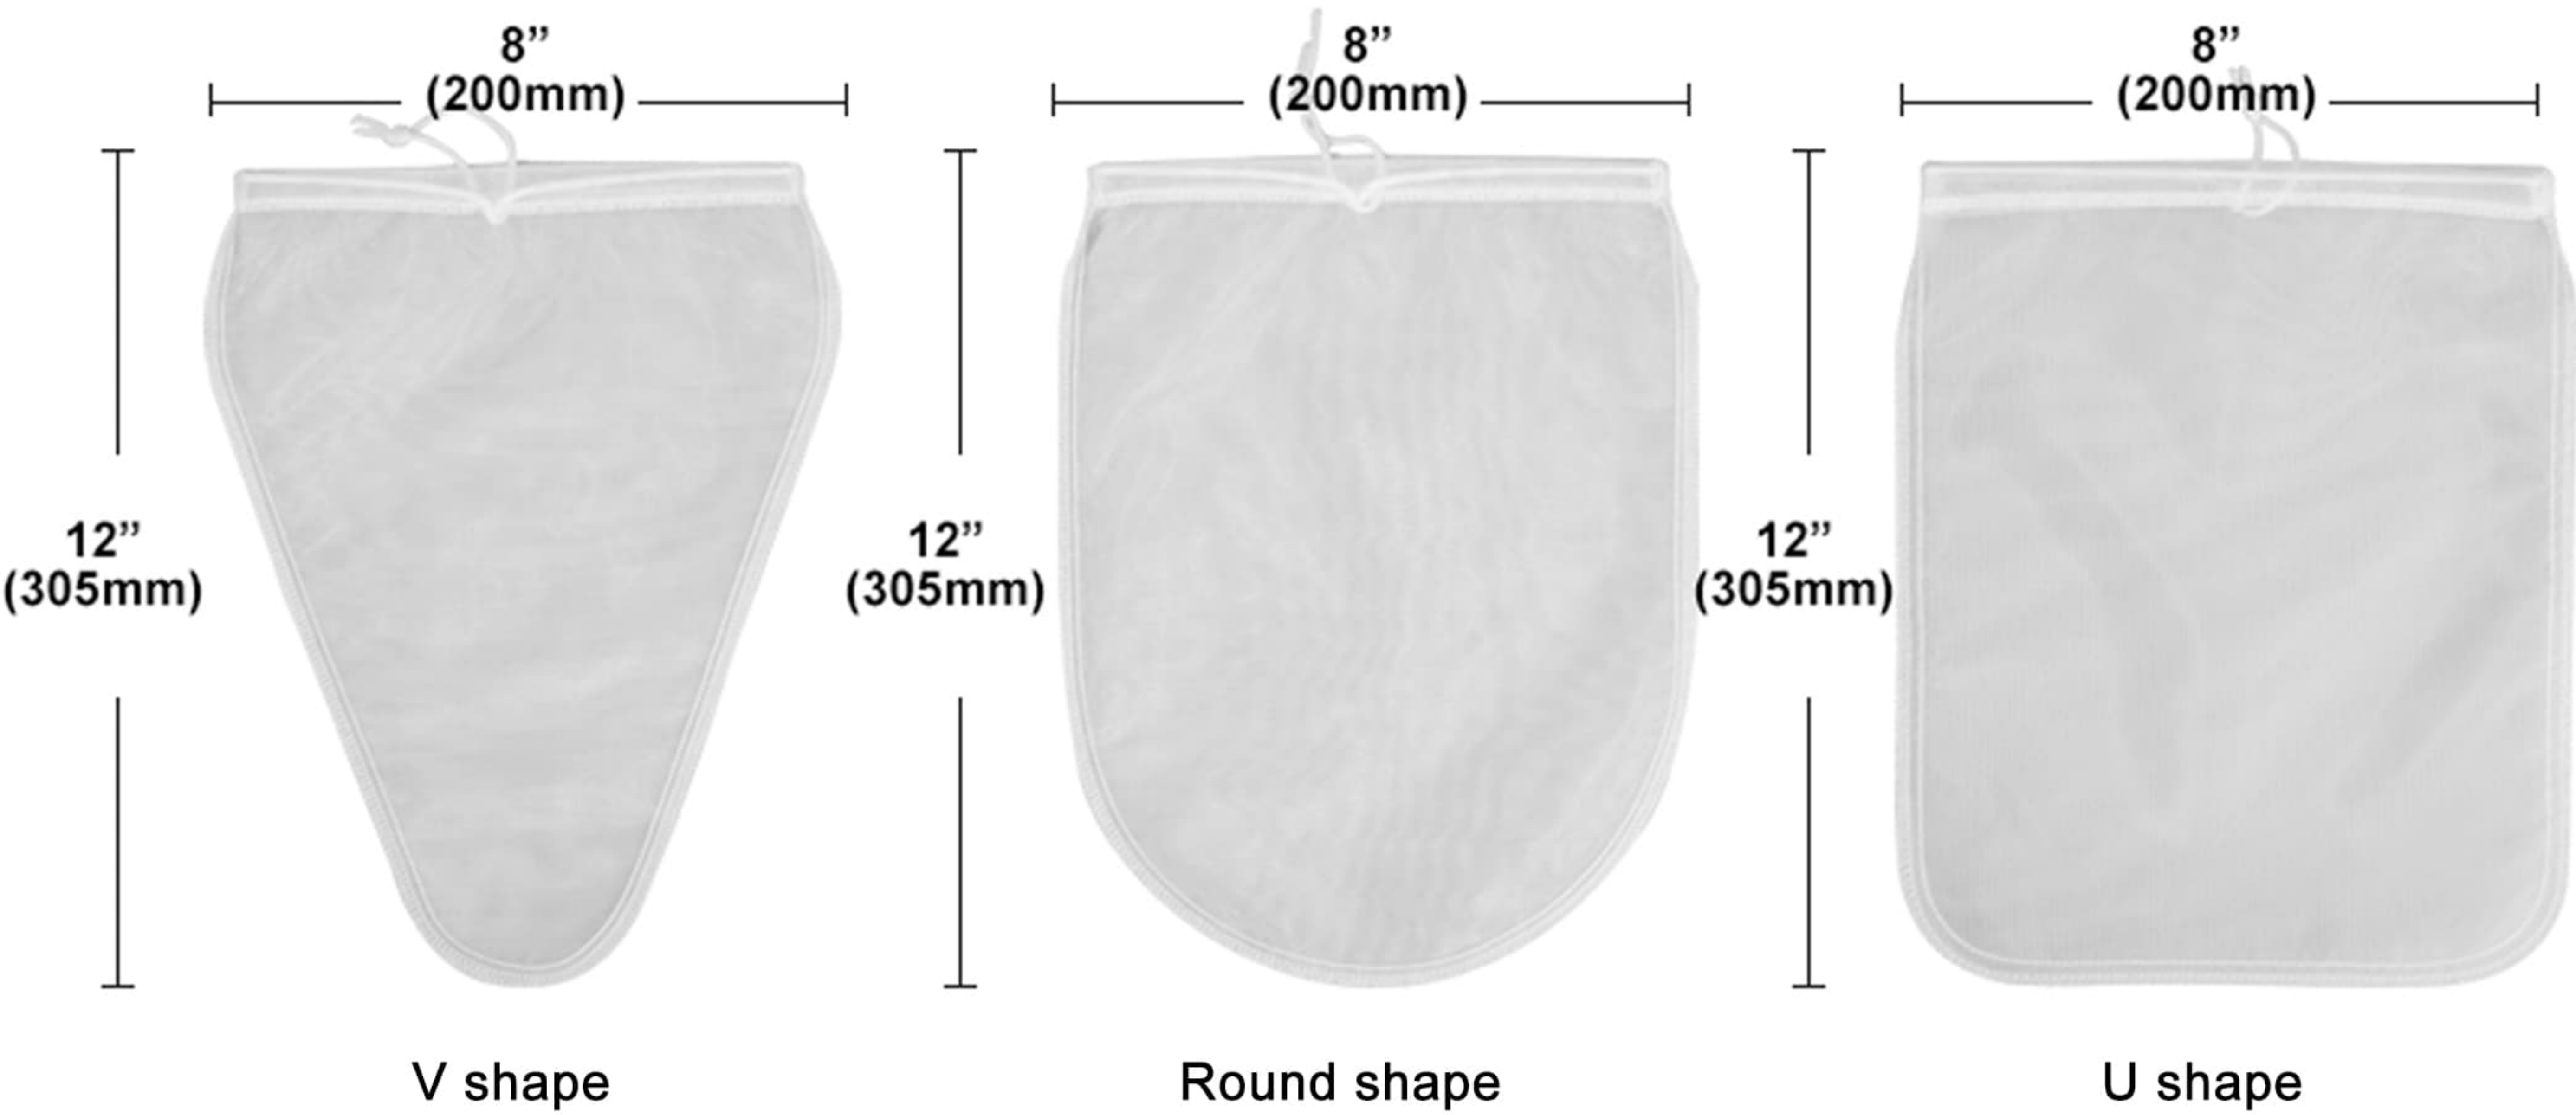 8”
(200mm)
12”
(305mm)
V shape
8”
(200mm)
12”
(305mm)
Round shape
8”
(200mm)
12”
(305mm)
U shape